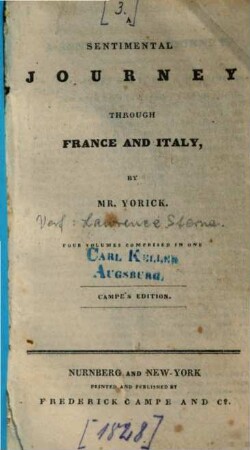 [3.
A
SENTIMENTAL
JOURNEY
THROUGH
FRANCE AND ITALY,
BY
MR. YORICK.
Verf: Lawrence Sterne.
FOUR VOLUMES COMPRISED IN ONE
CARL KELLER
AUGSBURG.
CAMPE'S EDITION.
NURNBERG AND NEW-YORK
PRINTED AND PUBLISHED BY
FREDERICK CAMPE AND Co.
[1828]